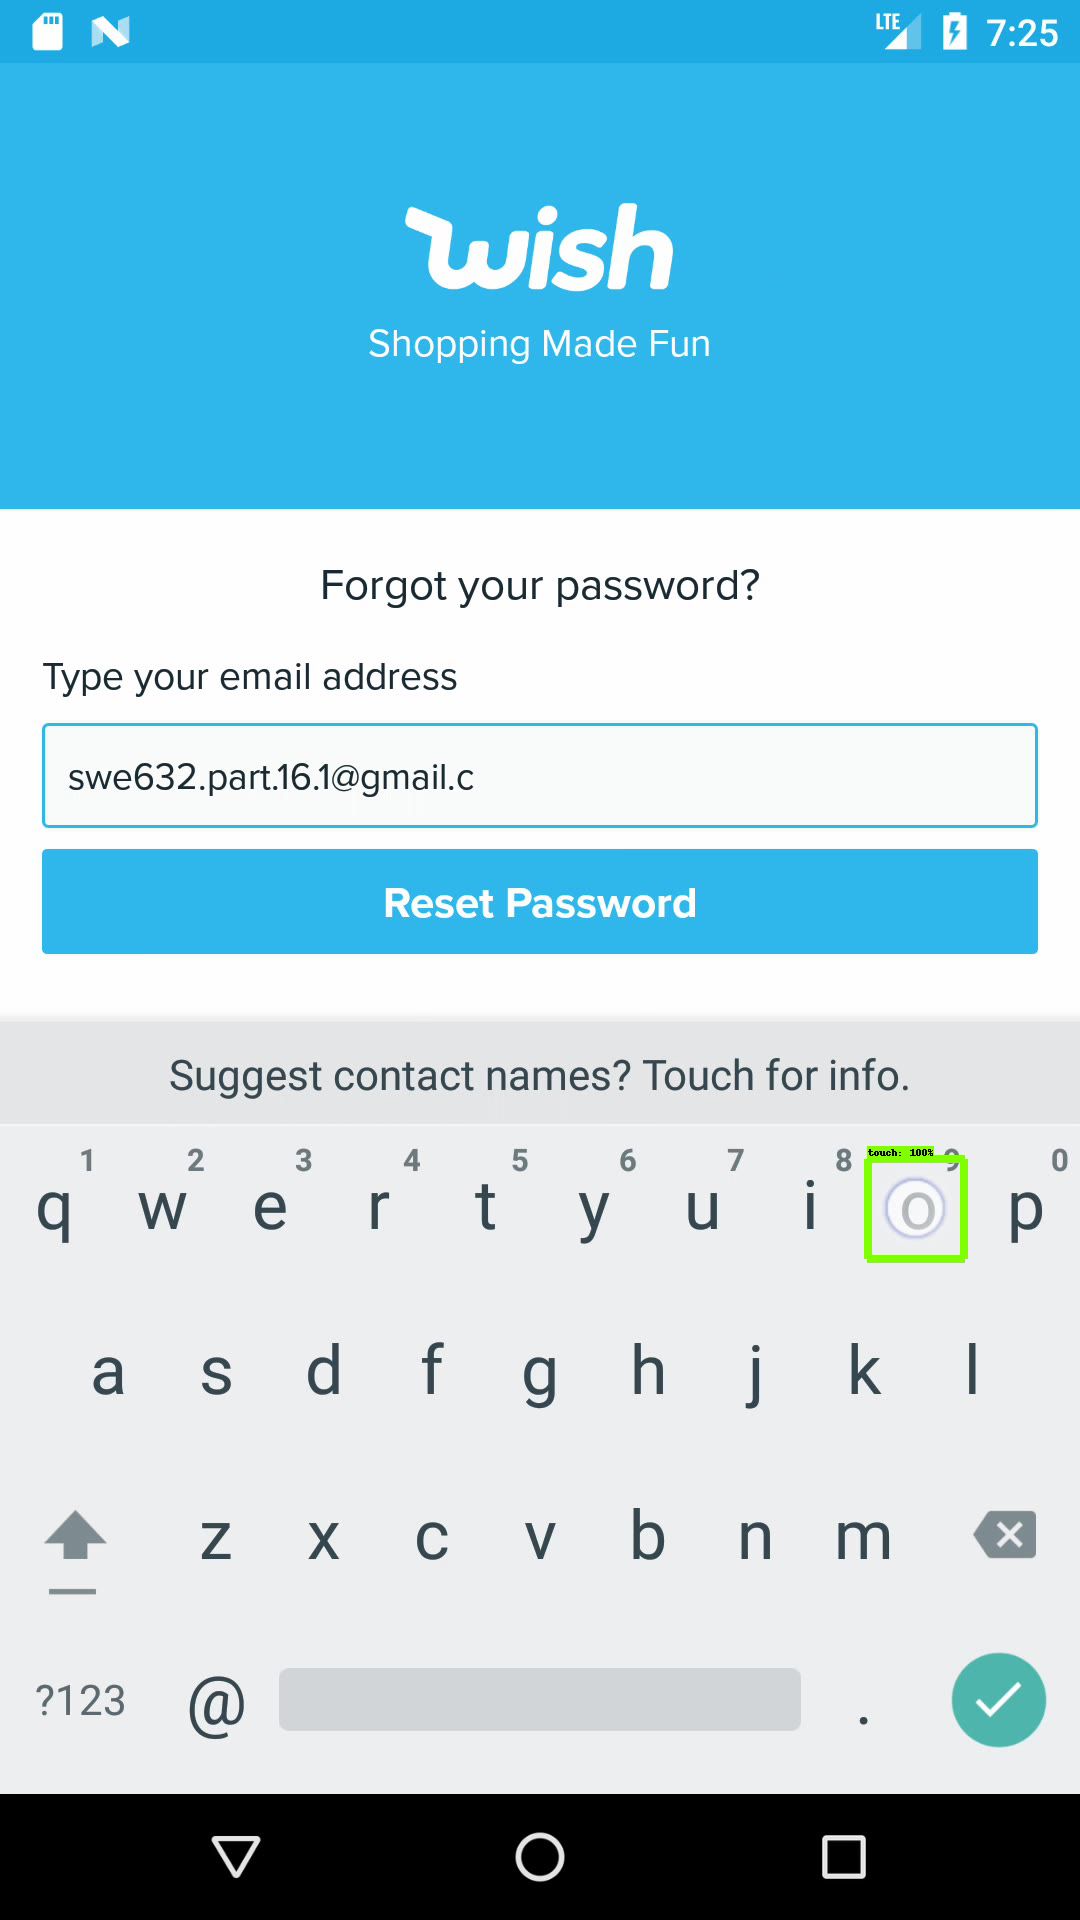 LTE 7:25
wish
Shopping Made Fun
Forgot your password?
Type your email address
swe632.part.16.1@gmail.c
Reset Password
Suggest contact names? Touch for info.
touch: 100%
1 2 3 4 5 6 7 8 9 0
q w e r t y u i o p
a s d f g h j k l
z x c v b n m
?123 @ .